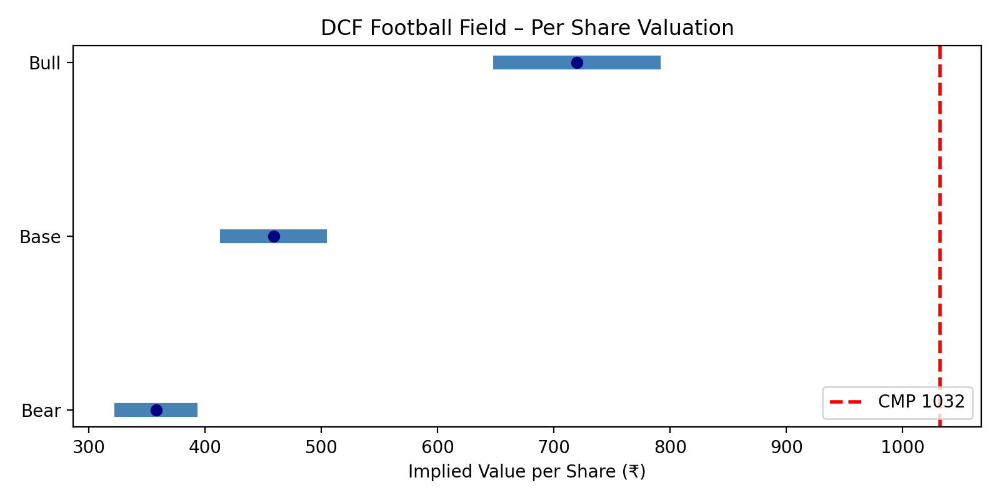 DCF Football Field – Per Share Valuation
Bull
Base
Bear
CMP 1032
300 400 500 600 700 800 900 1000
Implied Value per Share (₹)